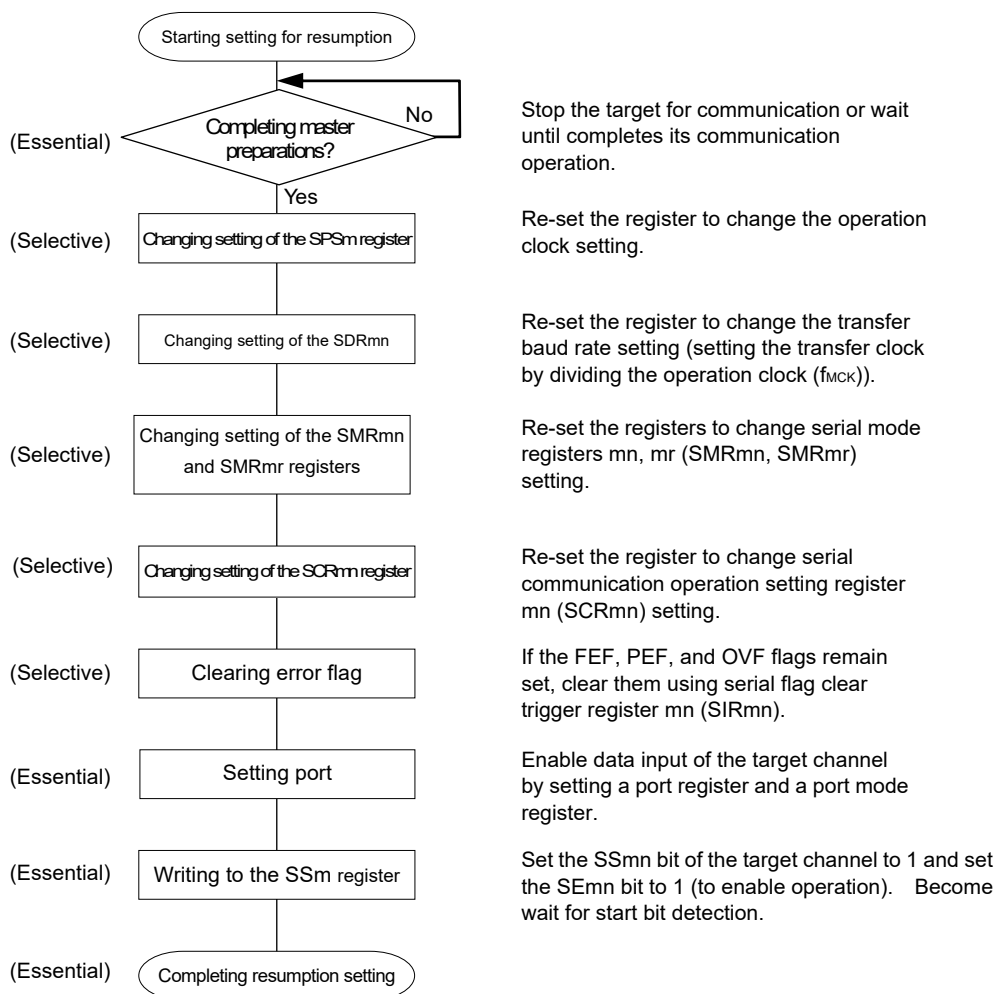 Starting setting for resumption
No
(Essential)
Completing master
preparations?
Stop the target for communication or wait
until completes its communication
operation.
Yes
(Selective)
Changing setting of the SPSm register
Re-set the register to change the operation
clock setting.
(Selective)
Changing setting of the SDRmn
Re-set the register to change the transfer
baud rate setting (setting the transfer clock
by dividing the operation clock (fMCK)).
(Selective)
Changing setting of the SMRmn
and SMRmr registers
Re-set the registers to change serial mode
registers mn, mr (SMRmn, SMRmr)
setting.
(Selective)
Changing setting of the SCRmn register
Re-set the register to change serial
communication operation setting register
mn (SCRmn) setting.
(Selective)
Clearing error flag
If the FEF, PEF, and OVF flags remain
set, clear them using serial flag clear
trigger register mn (SIRmn).
(Essential)
Setting port
Enable data input of the target channel
by setting a port register and a port mode
register.
(Essential)
Writing to the SSm register
Set the SSmn bit of the target channel to 1 and set
the SEmn bit to 1 (to enable operation). Become
wait for start bit detection.
(Essential)
Completing resumption setting